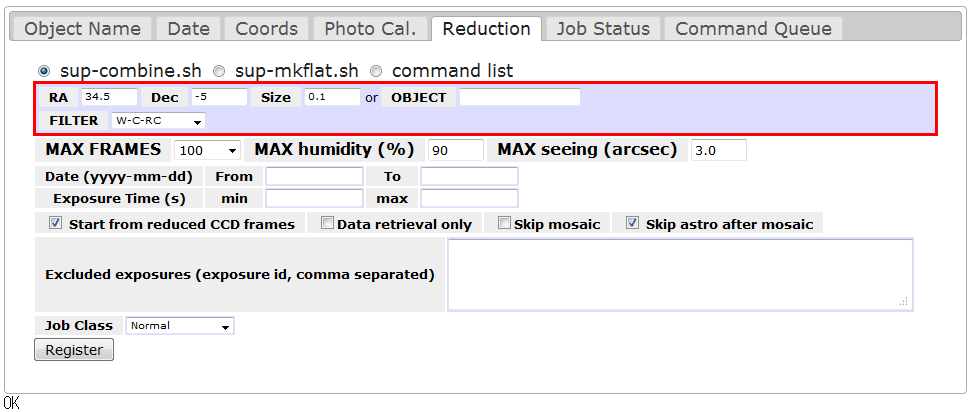 Object Name Date Coords Photo Cal. Reduction Job Status Command Queue
sup-combine.sh sup-mkflat.sh command list
RA 34.5 Dec -5 Size 0.1 or OBJECT
FILTER W-C-RC
MAX FRAMES 100 MAX humidity (%) 90 MAX seeing (arcsec) 3.0
Date (yyyy-mm-dd) From To
Exposure Time (s) min max
Start from reduced CCD frames Data retrieval only Skip mosaic Skip astro after mosaic
Excluded exposures (exposure id, comma separated)
Job Class Normal
Register
OK